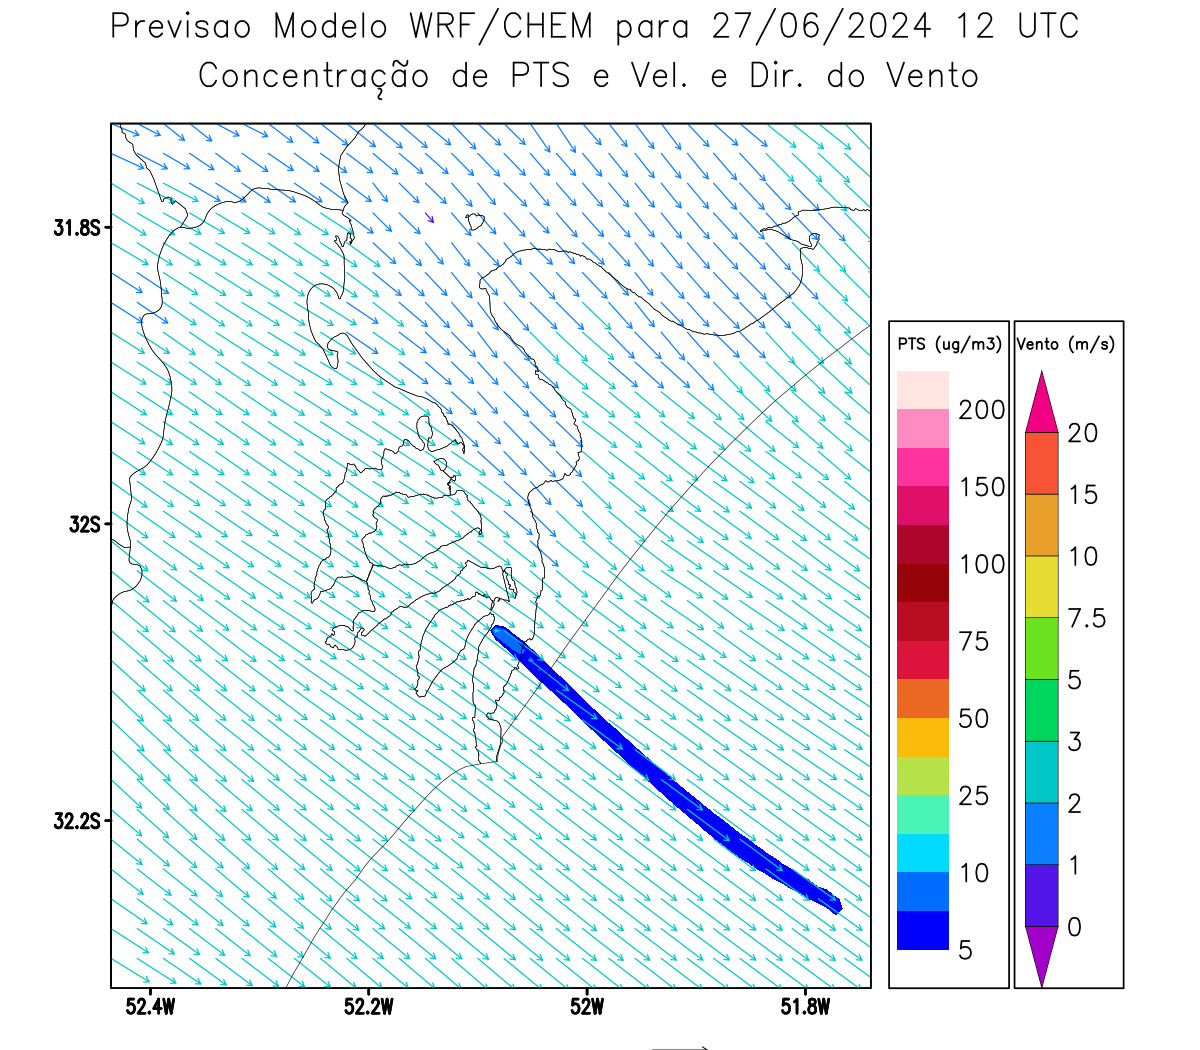 Previsao Modelo WRF/CHEM para 27/06/2024 12 UTC
Concentração de PTS e Vel. e Dir. do Vento
31.8S
32S
32.2S
52.4W
52.2W
52W
51.8W
PTS (ug/m3)
200
150
100
75
50
25
10
5
Vento (m/s)
20
15
10
7.5
5
3
2
1
0